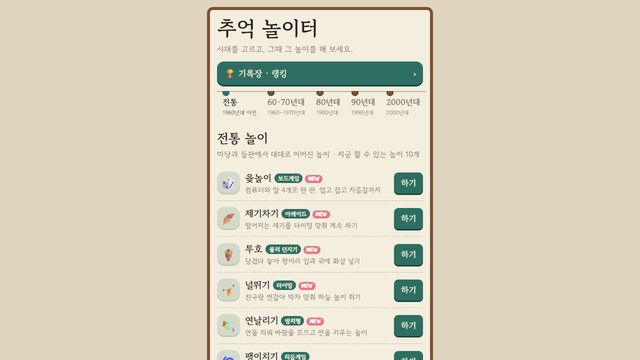 추억 놀이터
시대를 고르고, 그때 그 놀이를 해 보세요.
기록장 · 랭킹 ›
전통 60·70년대 80년대 90년대 2000년대
1960년대 이전 1960~1970년대 1980년대 1990년대 2000년대
전통 놀이
마당과 들판에서 대대로 이어진 놀이 · 지금 할 수 있는 놀이 10개
윷놀이 보드게임 NEW
컴퓨터와 말 4개로 한 판. 업고 잡고 지름길까지
하기
제기차기 아케이드 NEW
떨어지는 제기를 타이밍 맞춰 계속 차기
하기
투호 물리 던지기 NEW
당겼다 놓아 항아리 입과 귀에 화살 넣기
하기
널뛰기 타이밍 NEW
친구랑 번갈아 박자 맞춰 하늘 높이 뛰기
하기
연날리기 방치형 NEW
연을 띄워 바람을 모으고 연을 키우는 놀이
하기
팽이치기 리듬게임